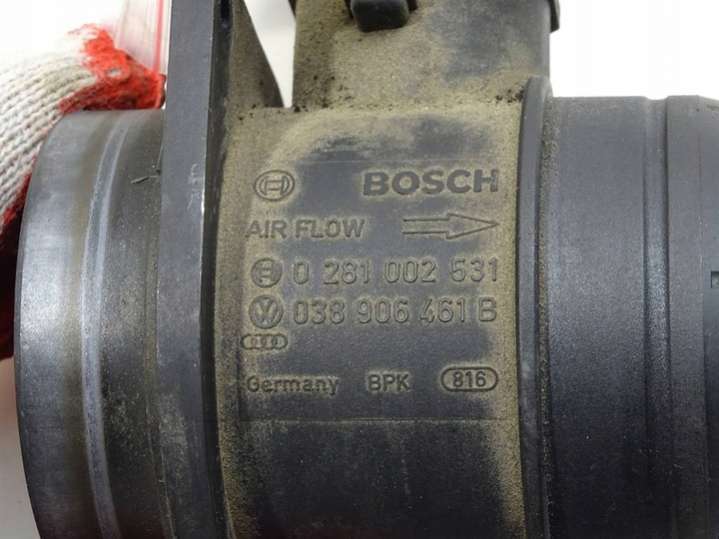 BOSCH
AIR FLOW
0 281 002 531
038 906 461 B
Germany BPK 816